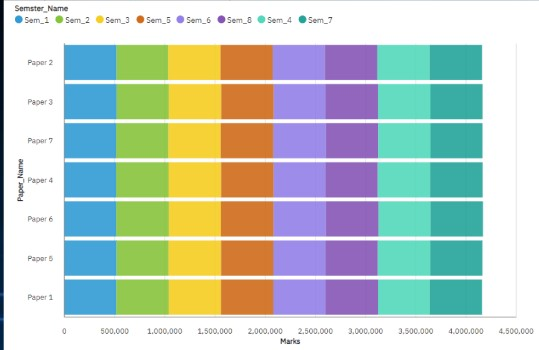 Semster_Name
Sem_1 Sem_2 Sem_3 Sem_5 Sem_6 Sem_8 Sem_4 Sem_7
Paper_Name
Paper 2
Paper 3
Paper 7
Paper 4
Paper 6
Paper 5
Paper 1
0 500,000 1,000,000 1,500,000 2,000,000 2,500,000 3,000,000 3,500,000 4,000,000 4,500,000
Marks